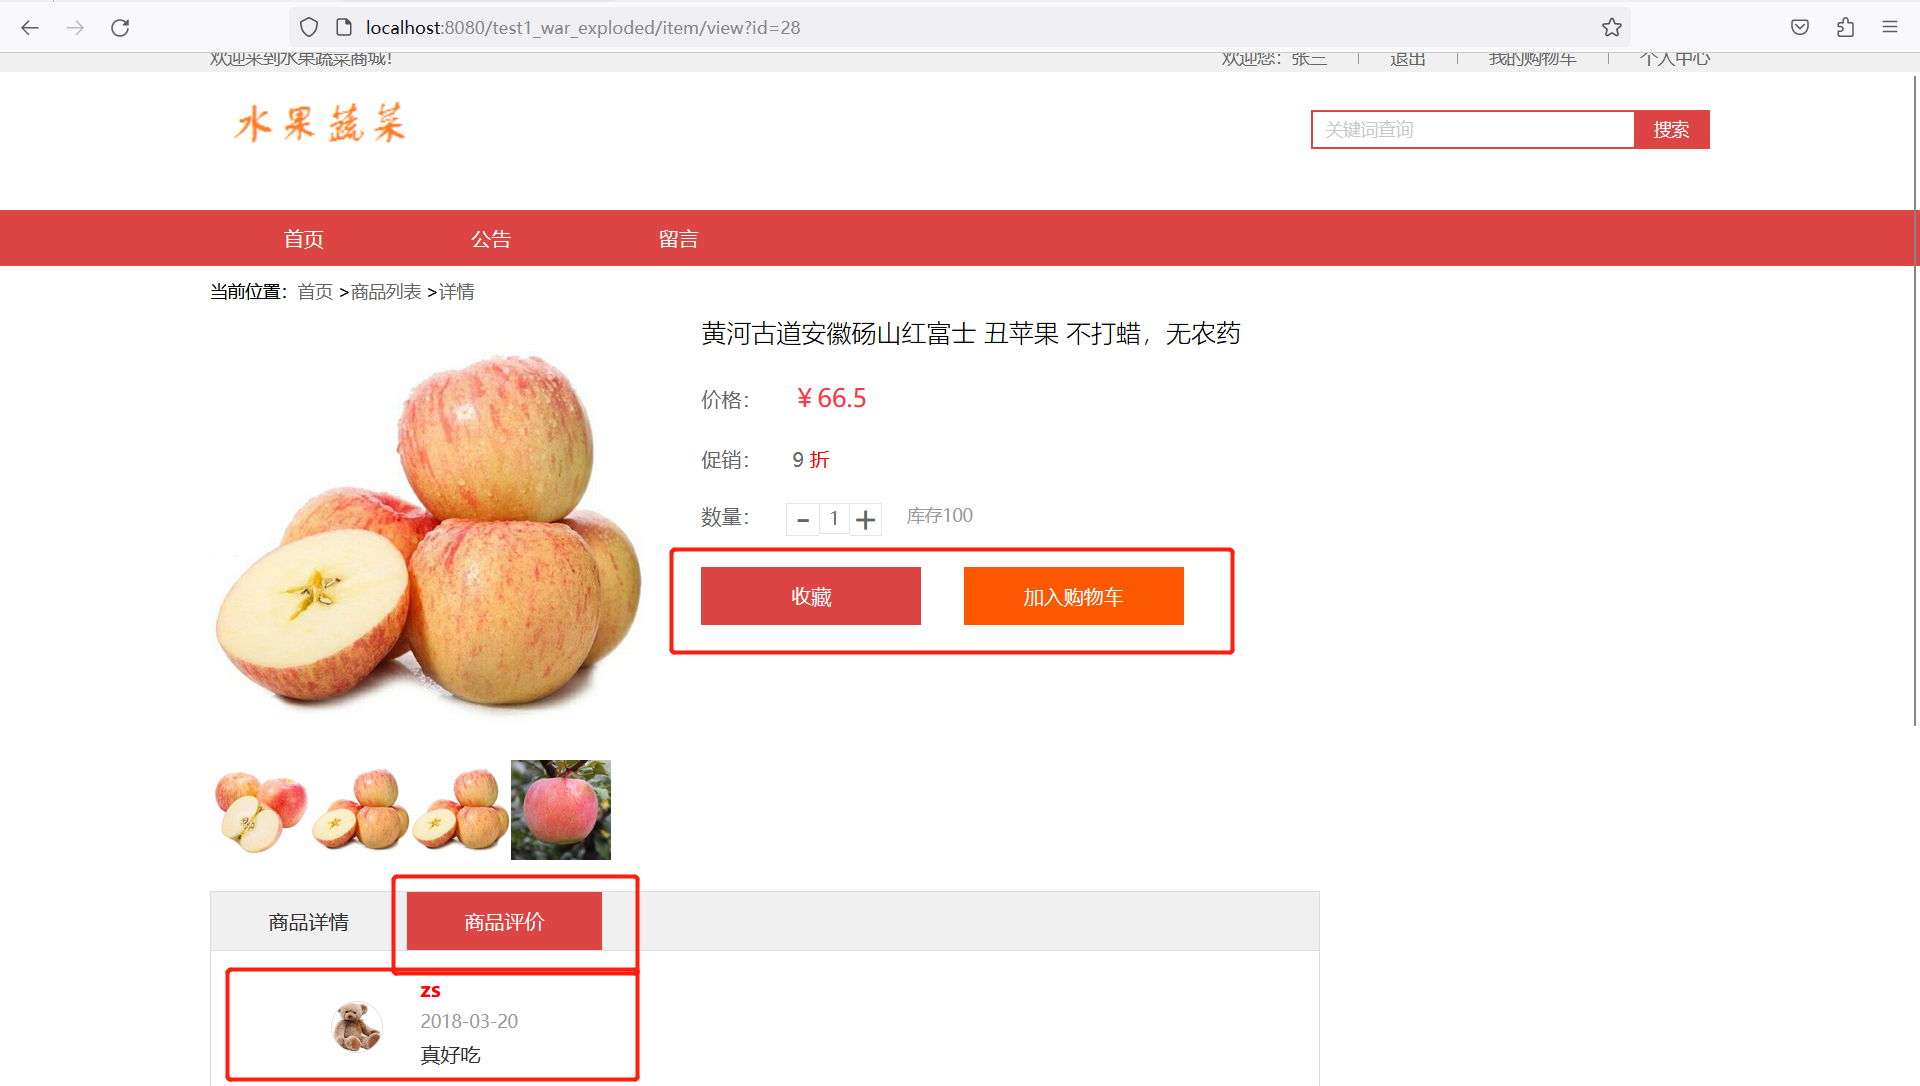 localhost:8080/test1_war_exploded/item/view?id=28
欢迎来到水果蔬菜商城!
欢迎您：张三 | 退出 | 我的购物车 | 个人中心
水果蔬菜
关键词查询 搜索
首页 公告 留言
当前位置：首页 >商品列表 >详情
黄河古道安徽砀山红富士 丑苹果 不打蜡，无农药
价格： ￥66.5
促销： 9 折
数量： - 1 + 库存100
收藏 加入购物车
商品详情 商品评价
zs
2018-03-20
真好吃